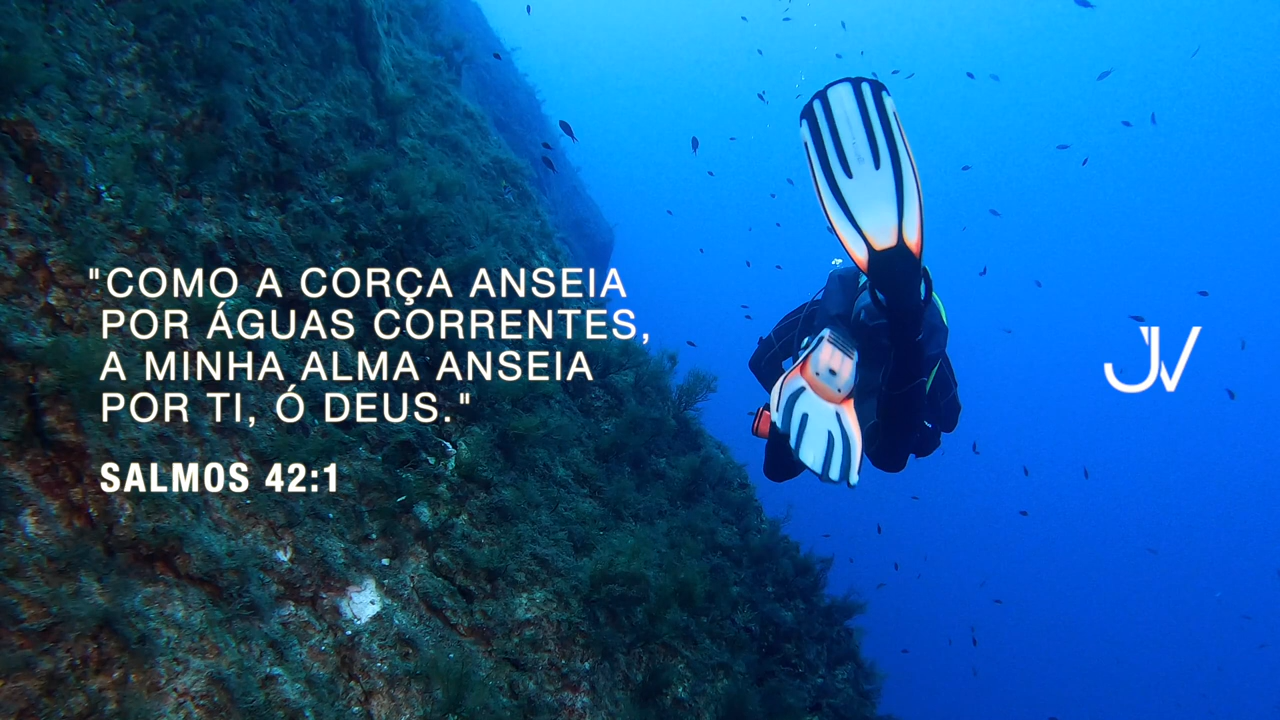 "COMO A CORÇA ANSEIA
POR ÁGUAS CORRENTES,
A MINHA ALMA ANSEIA
POR TI, Ó DEUS."
SALMOS 42:1
JV